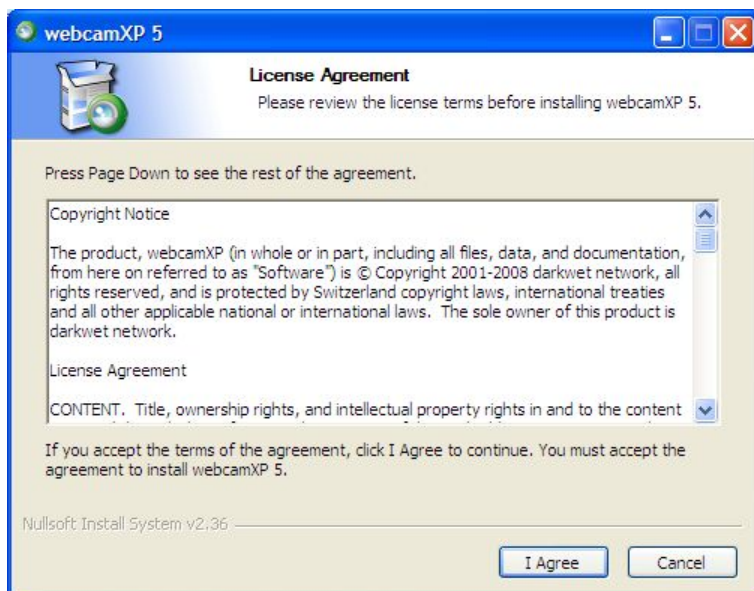 webcamXP 5
License Agreement
Please review the license terms before installing webcamXP 5.
Press Page Down to see the rest of the agreement.
Copyright Notice
The product, webcamXP (in whole or in part, including all files, data, and documentation,
from here on referred to as "Software") is © Copyright 2001-2008 darkwet network, all
rights reserved, and is protected by Switzerland copyright laws, international treaties
and all other applicable national or international laws.  The sole owner of this product is
darkwet network.
License Agreement
CONTENT.  Title, ownership rights, and intellectual property rights in and to the content
If you accept the terms of the agreement, click I Agree to continue. You must accept the
agreement to install webcamXP 5.
Nullsoft Install System v2.36
I Agree
Cancel